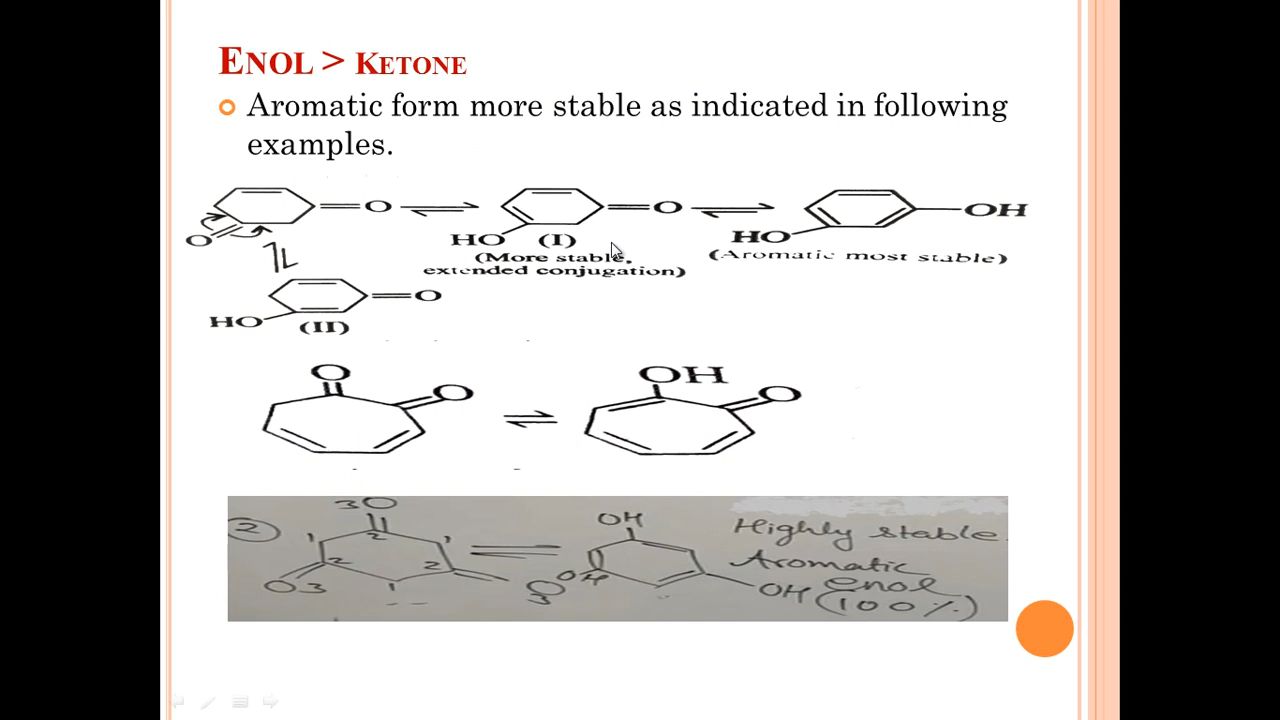 ENOL > KETONE
Aromatic form more stable as indicated in following
examples.
O
O
HO
(I)
(More stable,
extended conjugation)
O
HO
OH
(Aromatic most stable)
HO
(II)
O
O
O
OH
O
2
3O
1
2
1
2
O3
1
O
3
OH
OH
OH
Highly stable
Aromatic
enol
(100%)